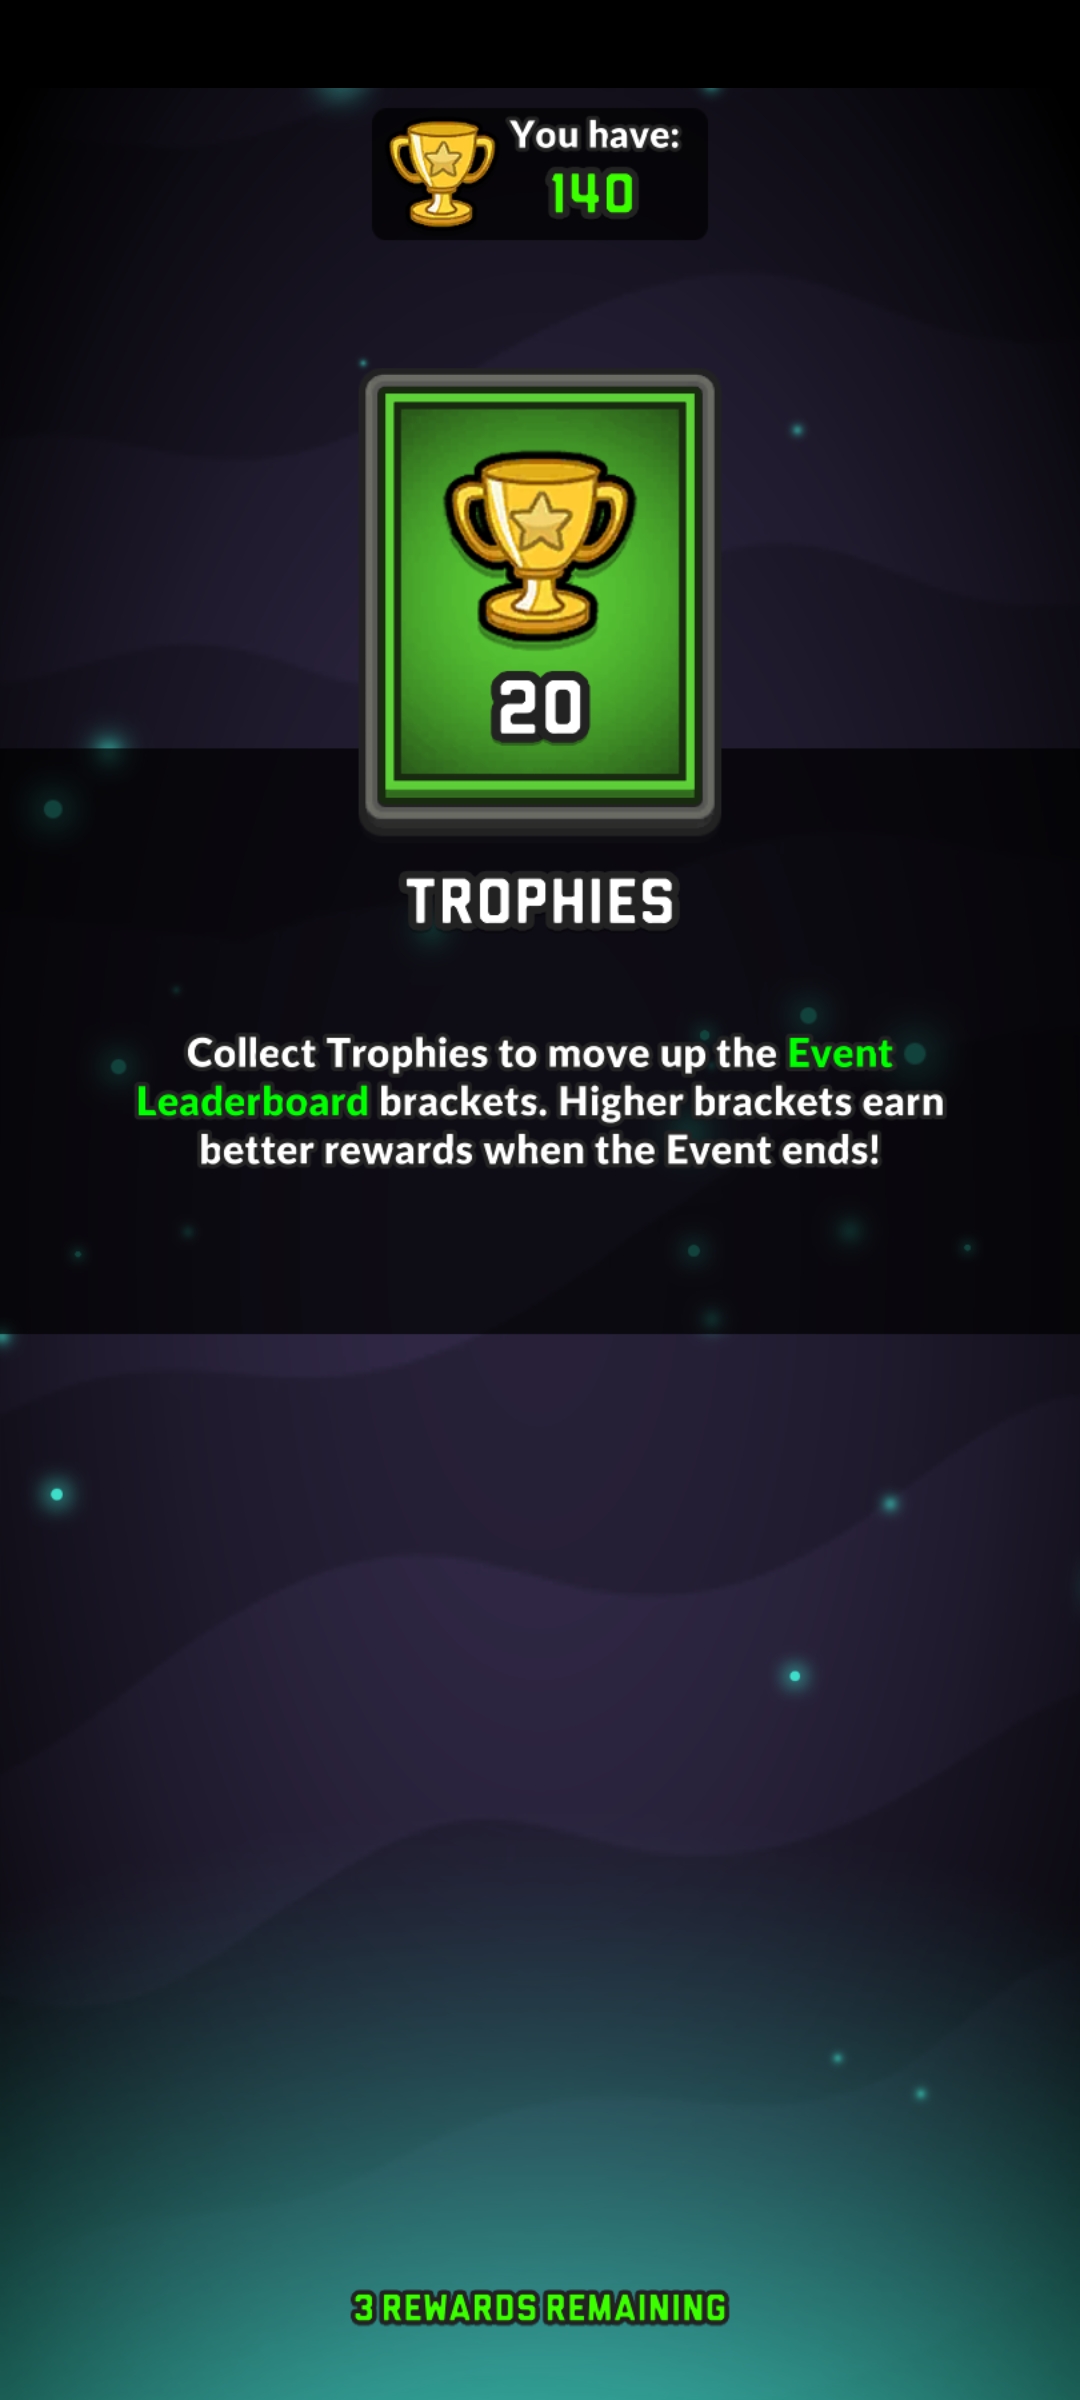 You have:
140
20
TROPHIES
Collect Trophies to move up the Event
Leaderboard brackets. Higher brackets earn
better rewards when the Event ends!
3 REWARDS REMAINING